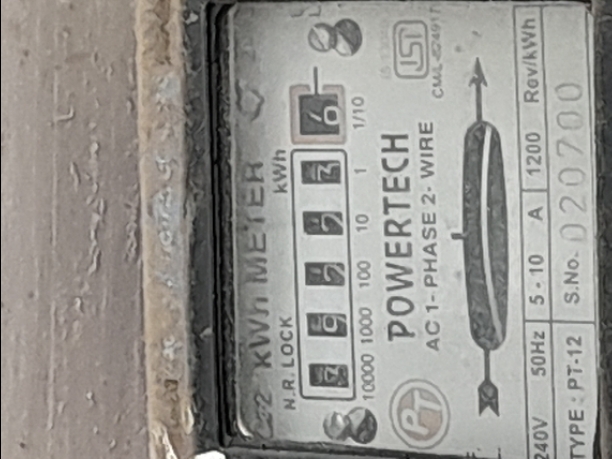 kWh METER
N.R. LOCK kWh
10000 1000 100 10 1 1/10
POWERTECH
AC 1- PHASE 2- WIRE
PT
240V 50Hz 5 - 10 A 1200 Rev/kWh
TYPE : PT-12 S.No. 020700